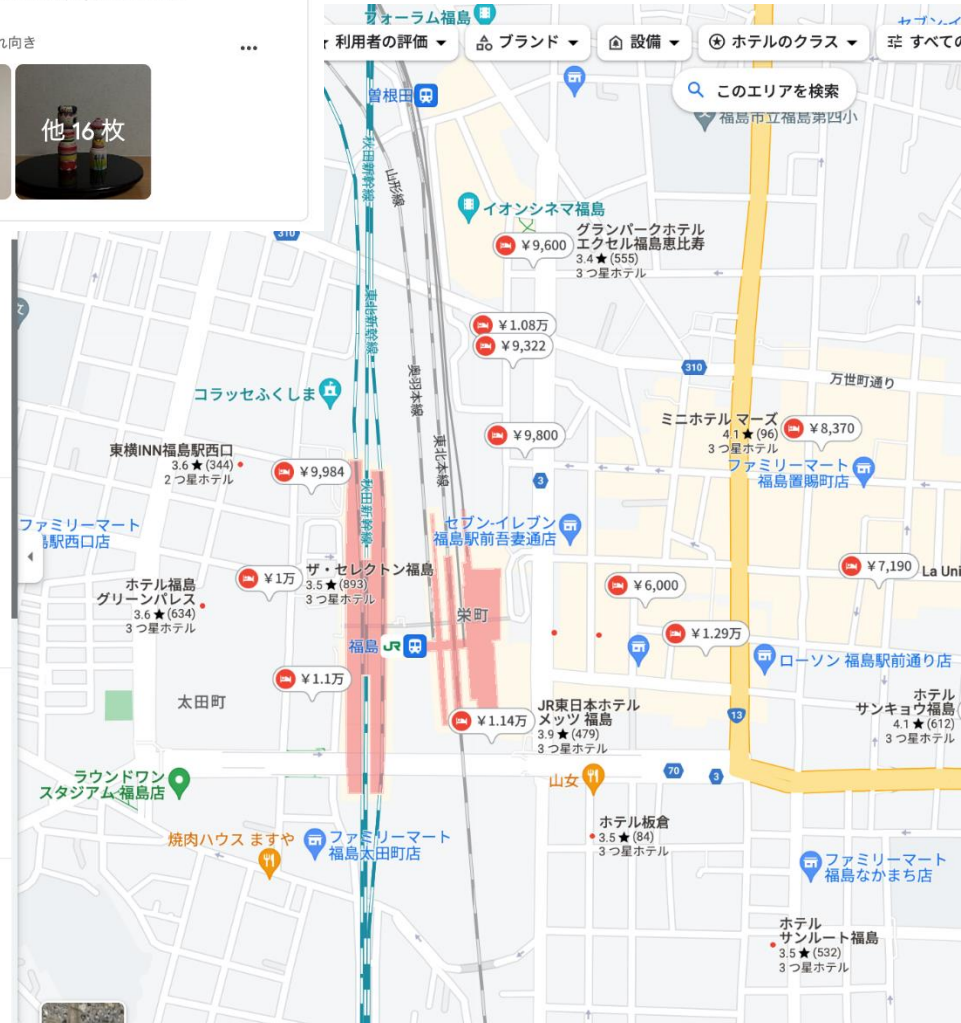 れ向き
他 16 枚
フォーラム福島
利用者の評価
ブランド
設備
ホテルのクラス
すべての
このエリアを検索
曽根田
福島市立福島第四小
秋田新幹線
山形線
イオンシネマ福島
グランパークホテル
エクセル福島恵比寿
¥9,600
3.4★(555)
3 つ星ホテル
310
東北新幹線
¥1.08万
¥9,322
310
万世町通り
コラッセふくしま
奥羽本線
ミニホテル マーズ
4.1★(96)
3 つ星ホテル
¥8,370
¥9,800
東北本線
東横INN福島駅西口
3.6★(344)
2 つ星ホテル
¥9,984
ファミリーマート
福島置賜町店
3
秋田新幹線
セブン-イレブン
福島駅前吾妻通店
ファミリーマート
島駅西口店
¥1万
ザ・セレクトン福島
3.5★(893)
3 つ星ホテル
ホテル福島
グリーンパレス
3.6★(634)
3 つ星ホテル
¥7,190
La Uni
¥6,000
栄町
¥1.29万
福島
JR
ローソン 福島駅前通り店
¥1.1万
太田町
ホテル
サンキョウ福島
4.1★(612)
3 つ星ホテル
JR東日本ホテル
メッツ 福島
3.9★(479)
3 つ星ホテル
¥1.14万
13
ラウンドワン
スタジアム 福島店
山女
70
3
焼肉ハウス ますや
ファミリーマート
福島太田町店
ホテル板倉
3.5★(84)
3 つ星ホテル
ファミリーマート
福島なかまち店
ホテル
サンルート福島
3.5★(532)
3 つ星ホテル